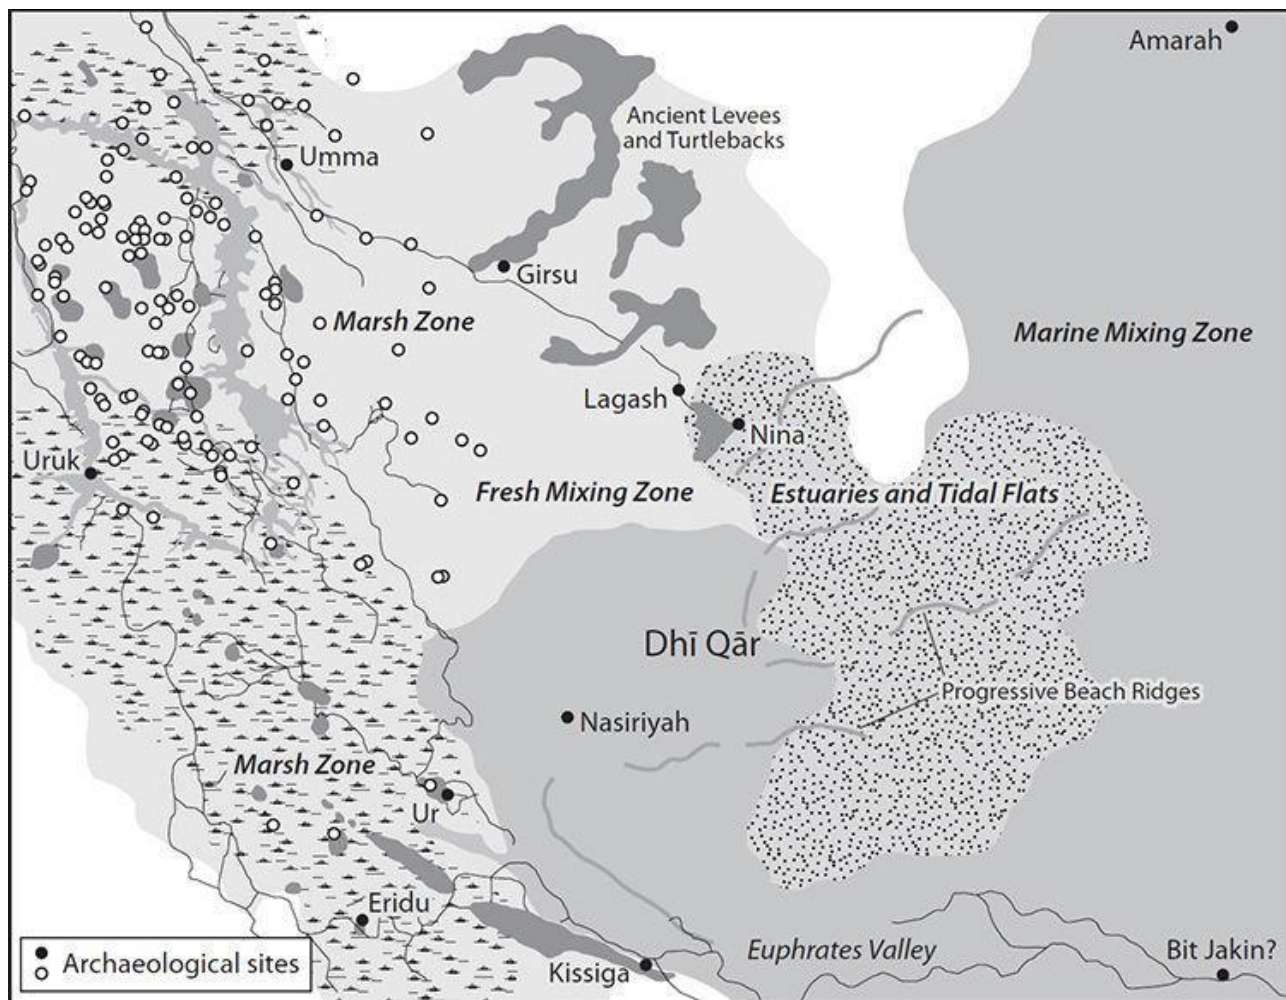 Amarah
Ancient Levees
and Turtlebacks
Umma
Girsu
Marsh Zone
Marine Mixing Zone
Lagash
Nina
Uruk
Fresh Mixing Zone
Estuaries and Tidal Flats
Dhī Qār
Progressive Beach Ridges
Nasiriyah
Marsh Zone
Ur
Eridu
Euphrates Valley
Bit Jakin?
Kissiga
Archaeological sites